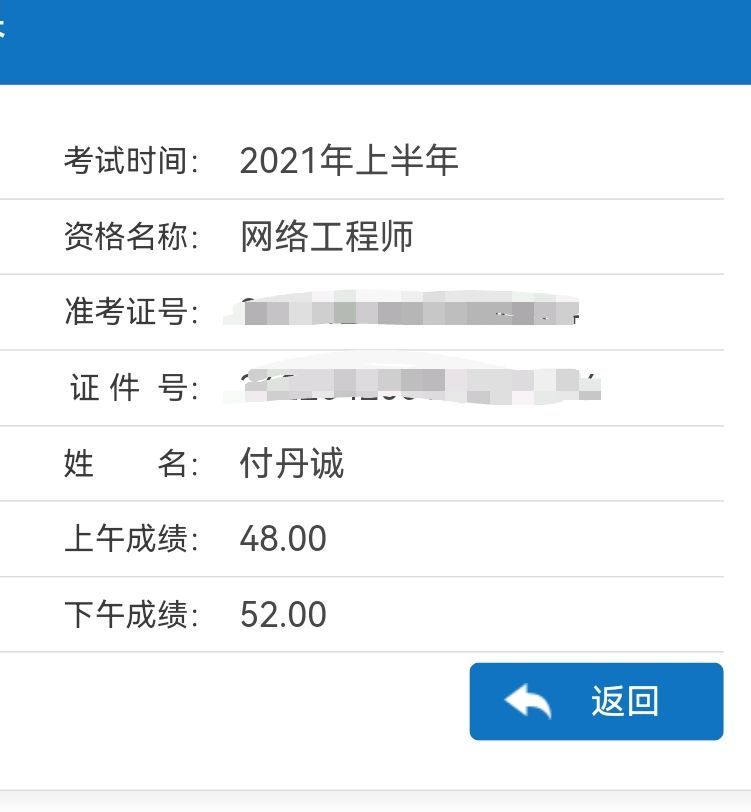 考试时间： 2021年上半年
资格名称： 网络工程师
准考证号：
证件号：
姓名： 付丹诚
上午成绩： 48.00
下午成绩： 52.00
返回